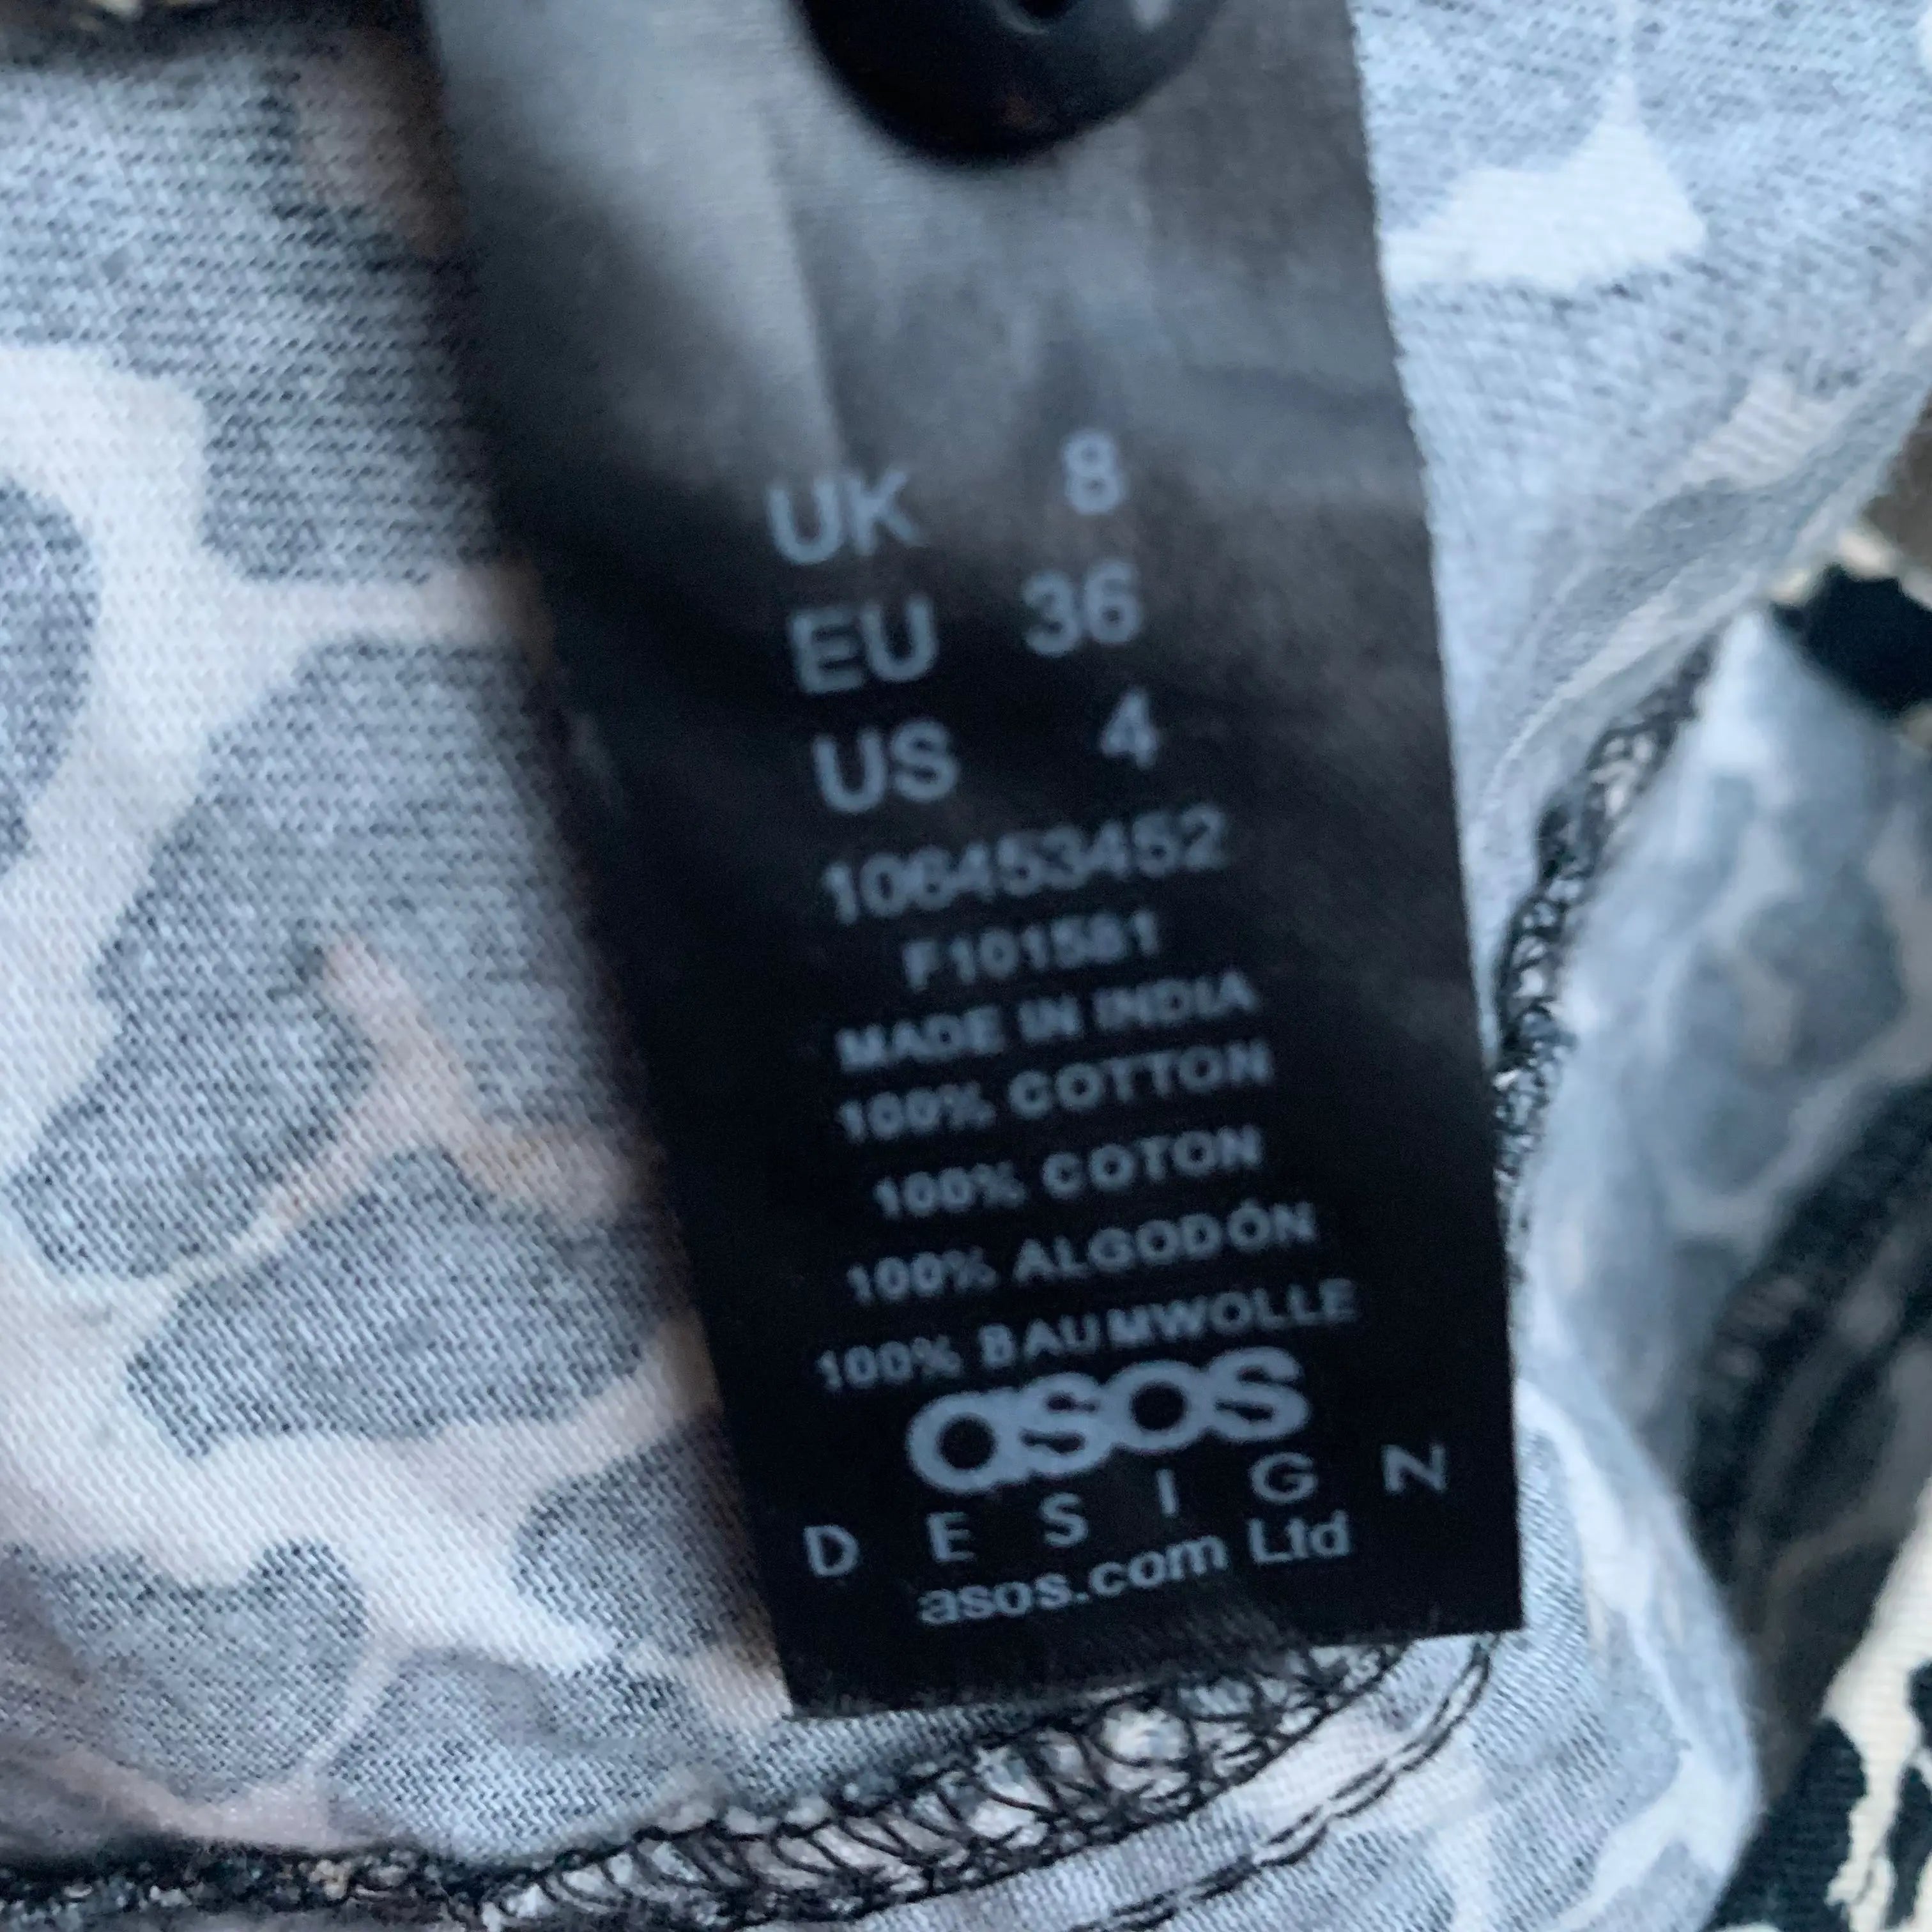 UK 8
EU 36
US 4
106453452
F101581
MADE IN INDIA
100% COTTON
100% COTON
100% ALGODÓN
100% BAUMWOLLE
asos
DESIGN
asos.com Ltd